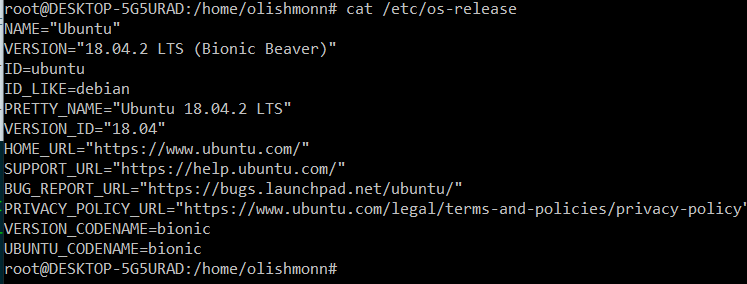 root@DESKTOP-5G5URAD:/home/olishmonn# cat /etc/os-release
NAME="Ubuntu"
VERSION="18.04.2 LTS (Bionic Beaver)"
ID=ubuntu
ID_LIKE=debian
PRETTY_NAME="Ubuntu 18.04.2 LTS"
VERSION_ID="18.04"
HOME_URL="https://www.ubuntu.com/"
SUPPORT_URL="https://help.ubuntu.com/"
BUG_REPORT_URL="https://bugs.launchpad.net/ubuntu/"
PRIVACY_POLICY_URL="https://www.ubuntu.com/legal/terms-and-policies/privacy-policy"
VERSION_CODENAME=bionic
UBUNTU_CODENAME=bionic
root@DESKTOP-5G5URAD:/home/olishmonn#